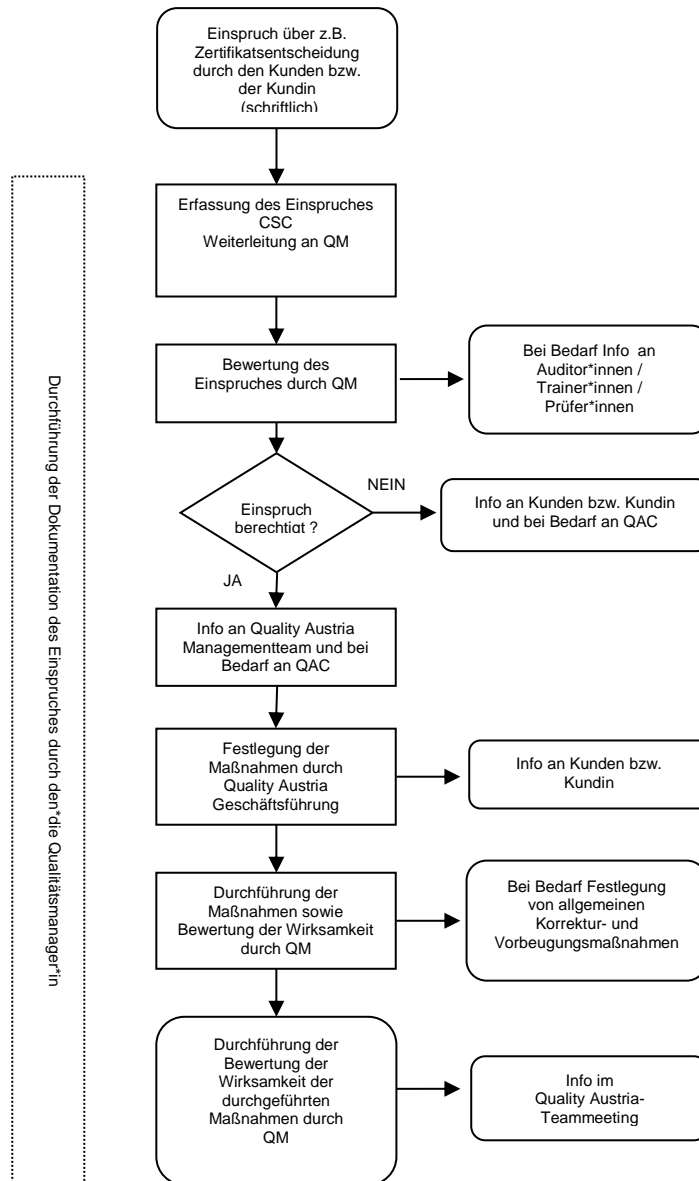 Einspruch über z.B.
Zertifikatsentscheidung
durch den Kunden bzw.
der Kundin
(schriftlich)
Erfassung des Einspruches
CSC
Weiterleitung an QM
Bewertung des
Einspruches durch QM
Bei Bedarf Info an
Auditor*innen /
Trainer*innen /
Prüfer*innen
Einspruch
berechtigt ?
NEIN
Info an Kunden bzw. Kundin
und bei Bedarf an QAC
JA
Info an Quality Austria
Managementteam und bei
Bedarf an QAC
Festlegung der
Maßnahmen durch
Quality Austria
Geschäftsführung
Info an Kunden bzw.
Kundin
Durchführung der
Maßnahmen sowie
Bewertung der Wirksamkeit
durch QM
Bei Bedarf Festlegung
von allgemeinen
Korrektur- und
Vorbeugungsmaßnahmen
Durchführung der
Bewertung der
Wirksamkeit der
durchgeführten
Maßnahmen durch
QM
Info im
Quality Austria-
Teammeeting
Durchführung der Dokumentation des Einspruches durch den*die Qualitätsmanager*in